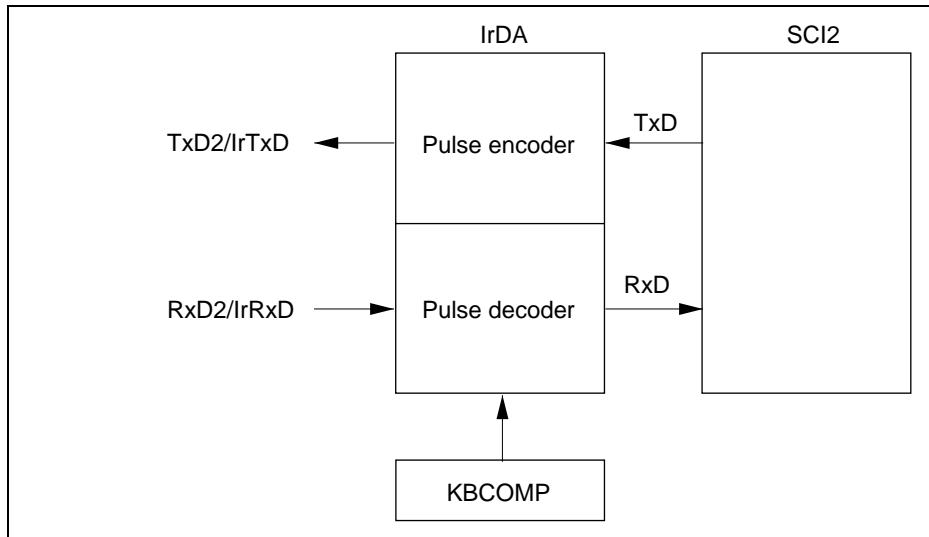 IrDA
SCI2
TxD2/IrTxD
Pulse encoder
TxD
RxD2/IrRxD
Pulse decoder
RxD
KBCOMP